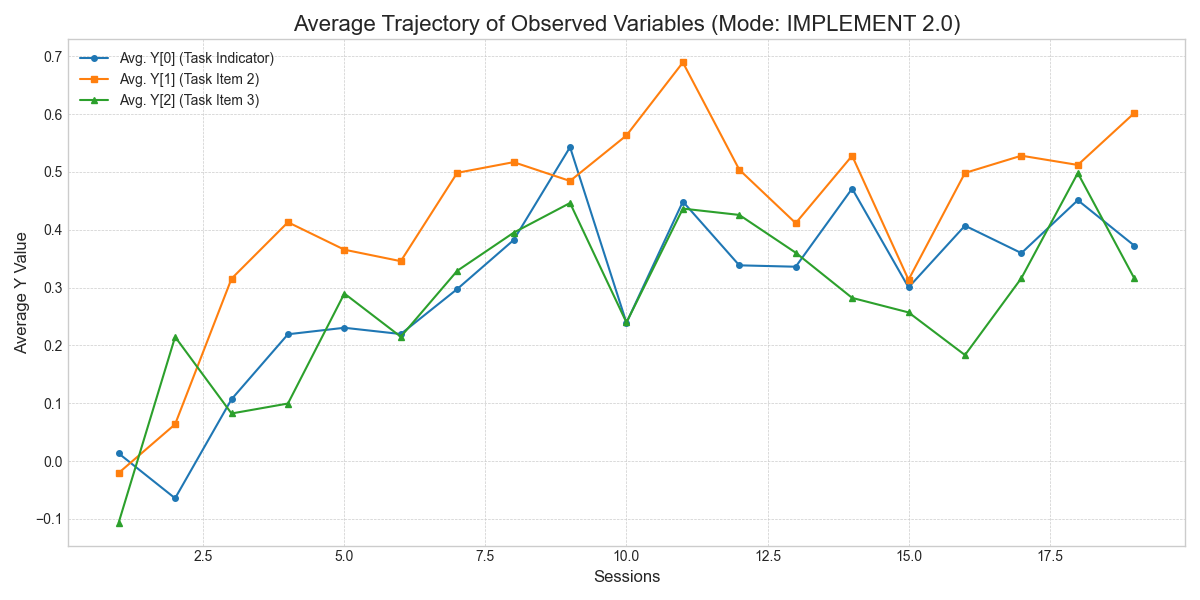 Average Trajectory of Observed Variables (Mode: IMPLEMENT 2.0)
Avg. Y[0] (Task Indicator)
Avg. Y[1] (Task Item 2)
Avg. Y[2] (Task Item 3)
Average Y Value
0.7
0.6
0.5
0.4
0.3
0.2
0.1
0.0
−0.1
2.5 5.0 7.5 10.0 12.5 15.0 17.5
Sessions